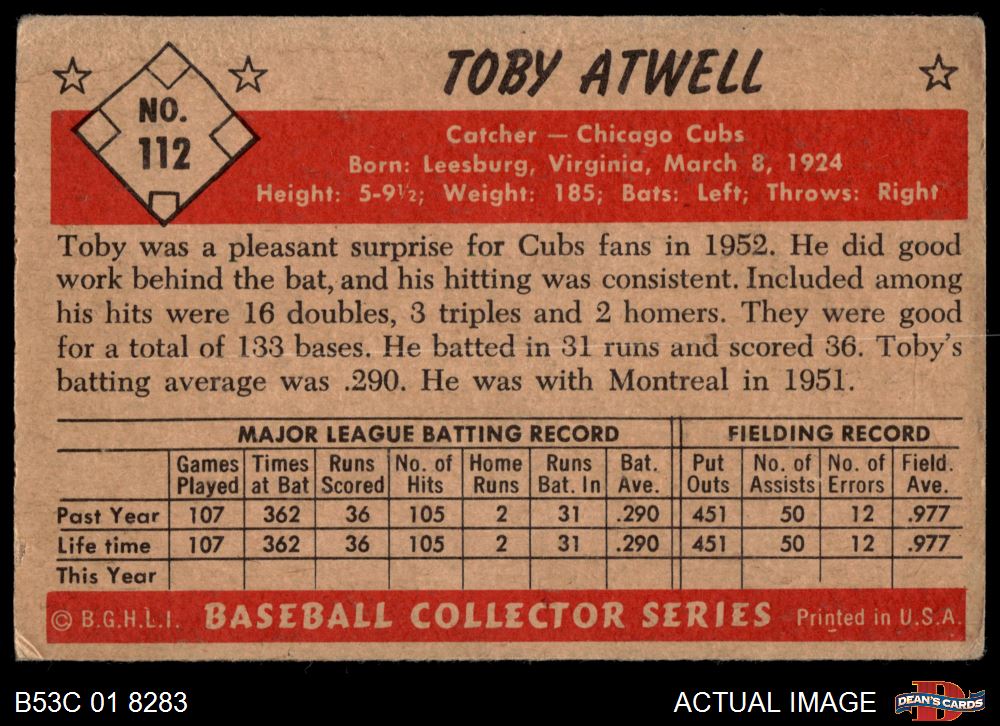 TOBY ATWELL
NO.
112
Catcher — Chicago Cubs
Born: Leesburg, Virginia, March 8, 1924
Height: 5-9½; Weight: 185; Bats: Left; Throws: Right
Toby was a pleasant surprise for Cubs fans in 1952. He did good
work behind the bat, and his hitting was consistent. Included among
his hits were 16 doubles, 3 triples and 2 homers. They were good
for a total of 133 bases. He batted in 31 runs and scored 36. Toby's
batting average was .290. He was with Montreal in 1951.
MAJOR LEAGUE BATTING RECORD FIELDING RECORD
Games Times Runs No. of Home Runs Bat. Put No. of No. of Field.
Played at Bat Scored Hits Runs Bat. In Ave. Outs Assists Errors Ave.
Past Year 107 362 36 105 2 31 .290 451 50 12 .977
Life time 107 362 36 105 2 31 .290 451 50 12 .977
This Year
© B.G.H.L.I. BASEBALL COLLECTOR SERIES Printed in U.S.A.
B53C 01 8283 ACTUAL IMAGE DEAN'S CARDS